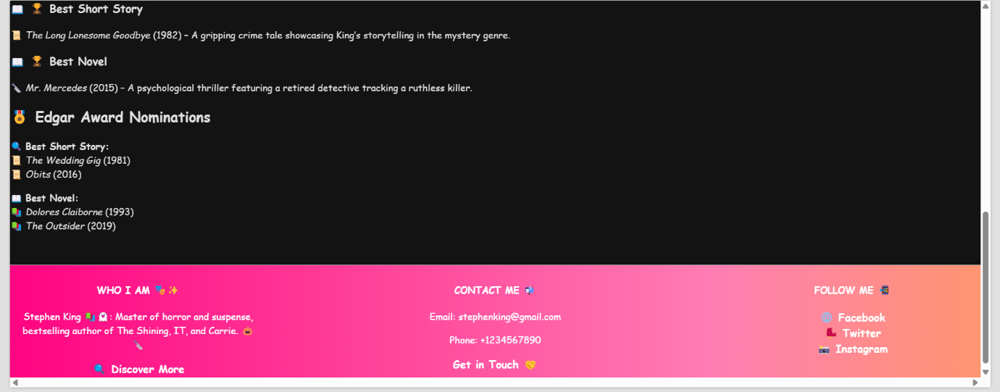 📖 🏆 Best Short Story
📜 The Long Lonesome Goodbye (1982) – A gripping crime tale showcasing King's storytelling in the mystery genre.
📖 🏆 Best Novel
🔪 Mr. Mercedes (2015) – A psychological thriller featuring a retired detective tracking a ruthless killer.
🏅 Edgar Award Nominations
🔍 Best Short Story:
📜 The Wedding Gig (1981)
📜 Obits (2016)
📖 Best Novel:
📚 Dolores Claiborne (1993)
📚 The Outsider (2019)
WHO I AM 🎭✨
Stephen King 📚👻: Master of horror and suspense,
bestselling author of The Shining, IT, and Carrie. 🎃
🔪
🔍 Discover More
CONTACT ME 📬
Email: stephenking@gmail.com
Phone: +1234567890
Get in Touch 🤝
FOLLOW ME 📲
🌐 Facebook
Twitter
📸 Instagram